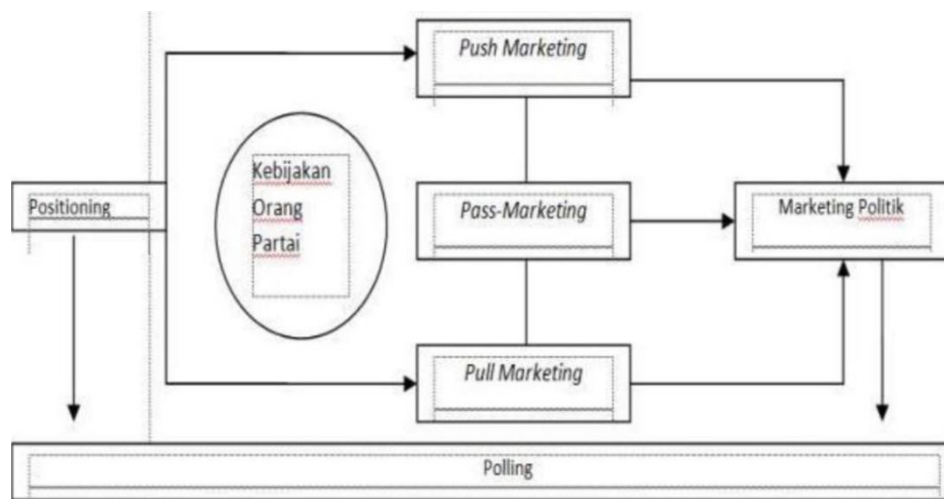 Push Marketing
Kebijakan
Orang
Partai
Positioning
Pass-Marketing
Marketing Politik
Pull Marketing
Polling